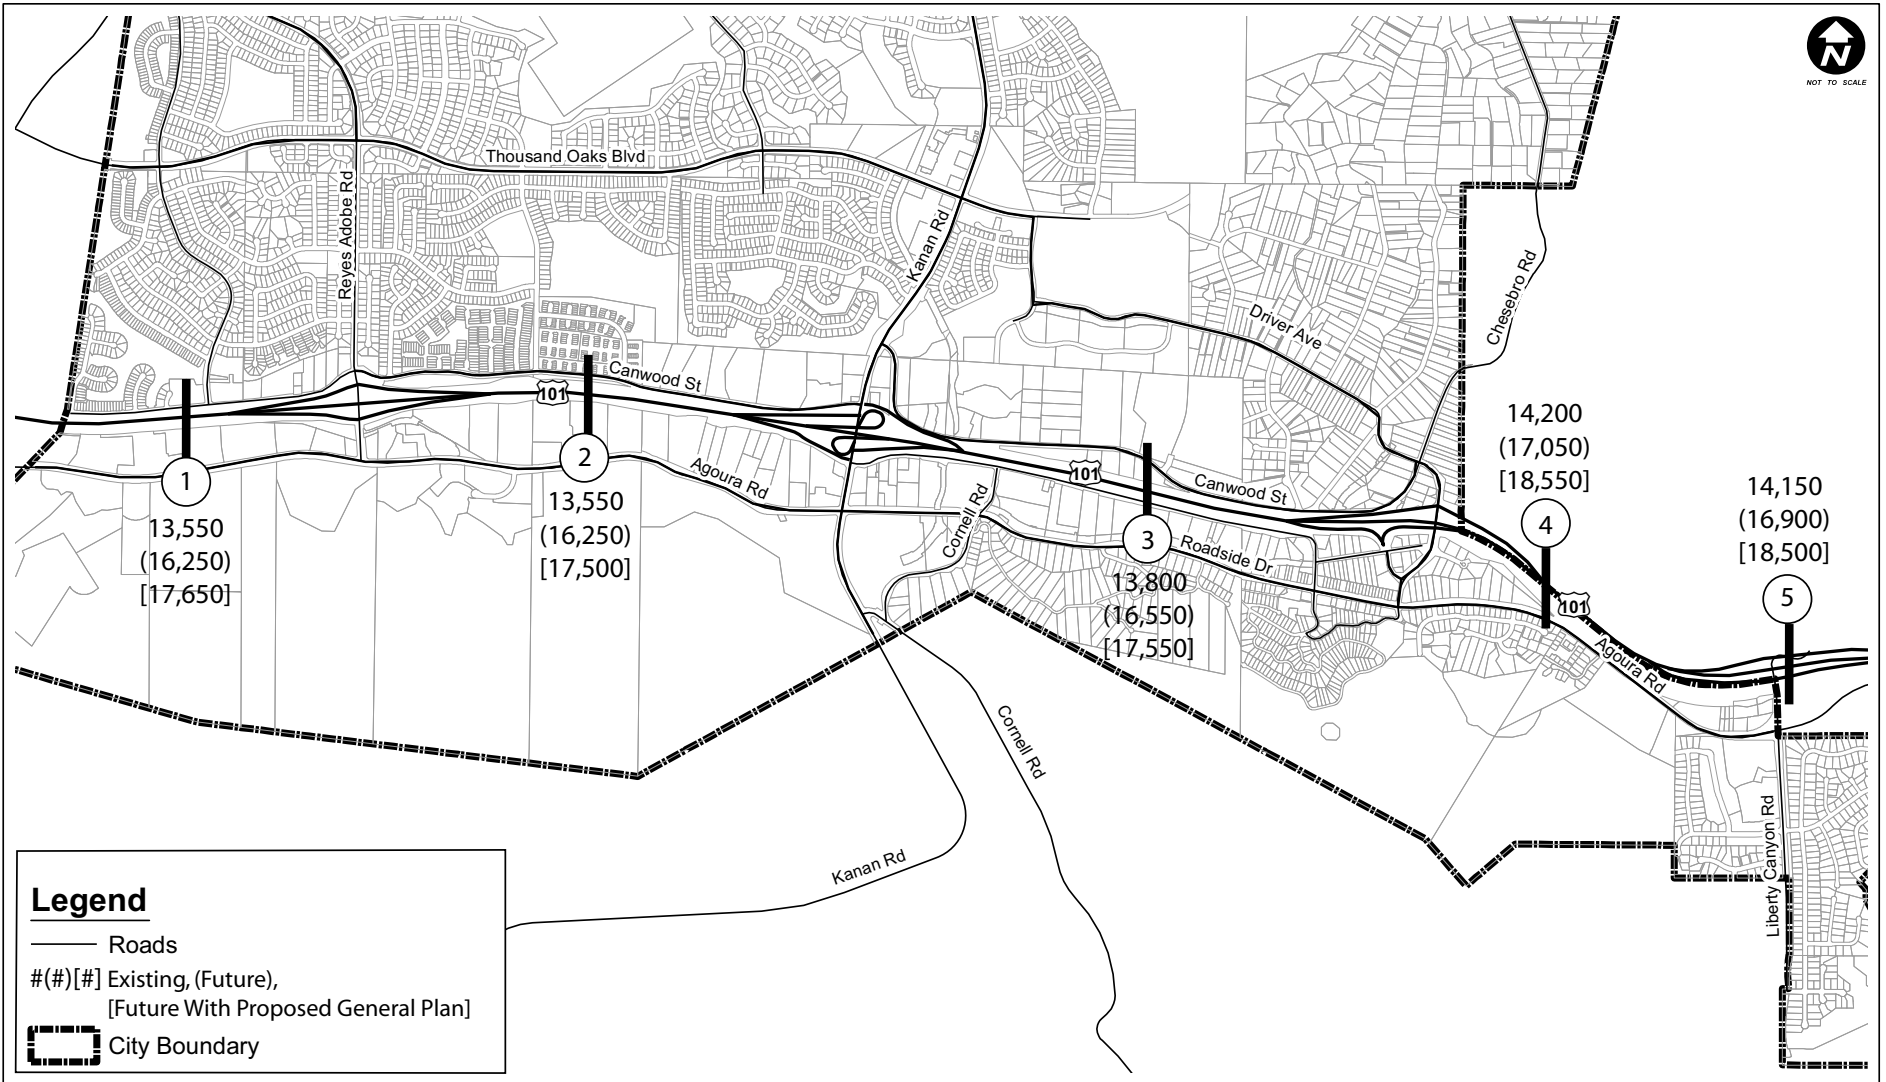 N
NOT TO SCALE
Thousand Oaks Blvd
Reyes Adobe Rd
Kanan Rd
Chesebro Rd
Driver Ave
Canwood St
101
Agoura Rd
101
Canwood St
Cornell Rd
Roadside Dr
1
13,550
(16,250)
[17,650]
2
13,550
(16,250)
[17,500]
3
13,800
(16,550)
[17,550]
14,200
(17,050)
[18,550]
4
14,150
(16,900)
[18,500]
5
101
Agoura Rd
Cornell Rd
Kanan Rd
Liberty Canyon Rd
Legend
Roads
#(#)[#] Existing, (Future),
[Future With Proposed General Plan]
City Boundary